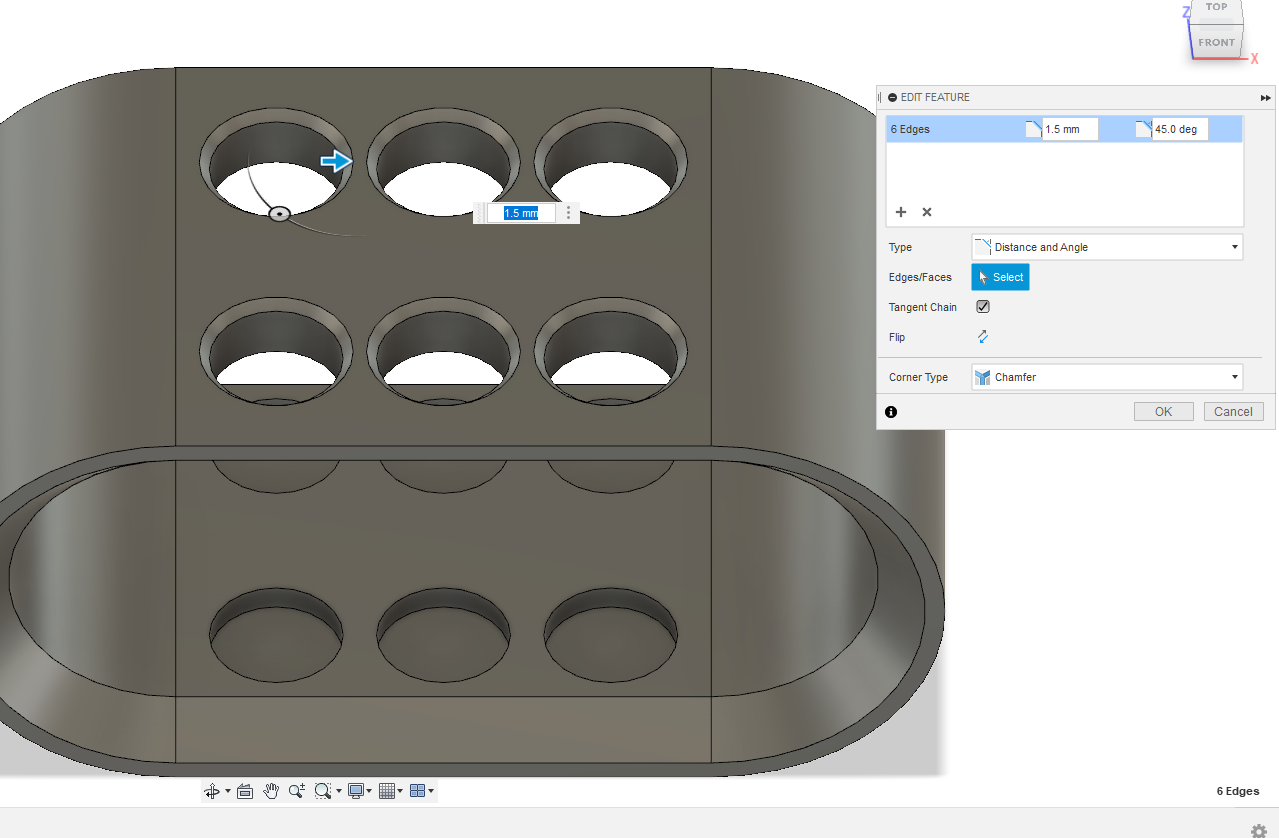 Z
TOP
FRONT
X
EDIT FEATURE
6 Edges 1.5 mm 45.0 deg
1.5 mm
Type Distance and Angle
Edges/Faces Select
Tangent Chain
Flip
Corner Type Chamfer
OK Cancel
6 Edges